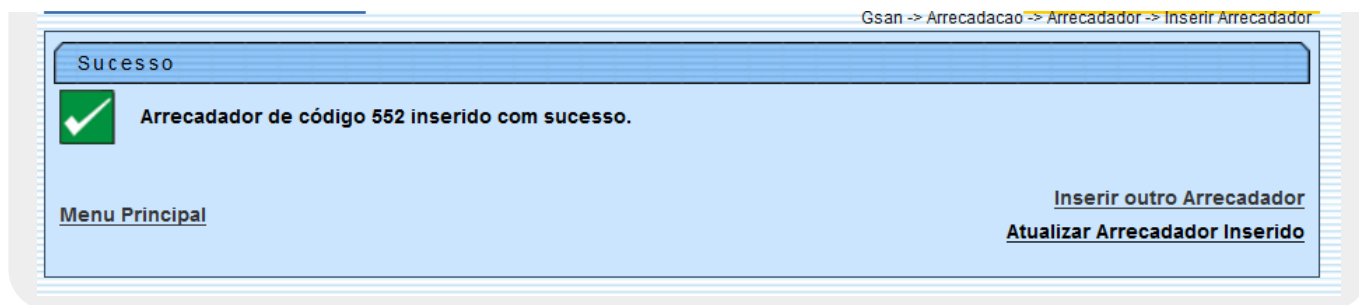 Gsan -> Arrecadacao -> Arrecadador -> Inserir Arrecadador
Sucesso
Arrecadador de código 552 inserido com sucesso.
Inserir outro Arrecadador
Menu Principal
Atualizar Arrecadador Inserido